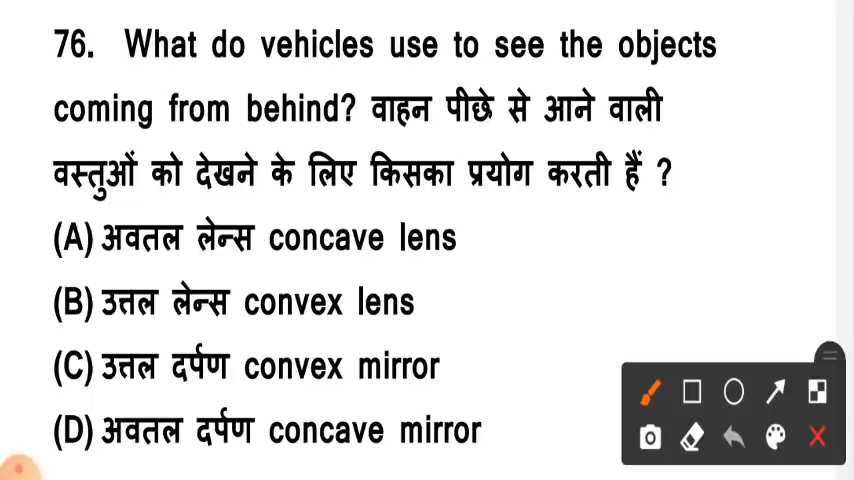 76. What do vehicles use to see the objects
coming from behind? वाहन पीछे से आने वाली
वस्तुओं को देखने के लिए किसका प्रयोग करती हैं ?
(A) अवतल लेन्स concave lens
(B) उत्तल लेन्स convex lens
(C) उत्तल दर्पण convex mirror
(D) अवतल दर्पण concave mirror